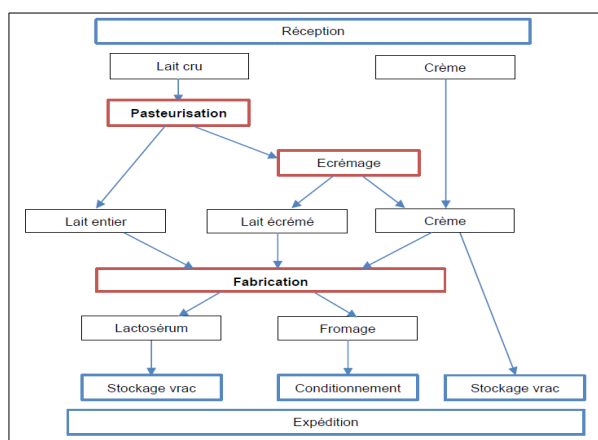 Réception
Lait cru
Crème
Pasteurisation
Ecrémage
Lait entier
Lait écrémé
Crème
Fabrication
Lactosérum
Fromage
Stockage vrac
Conditionnement
Stockage vrac
Expédition